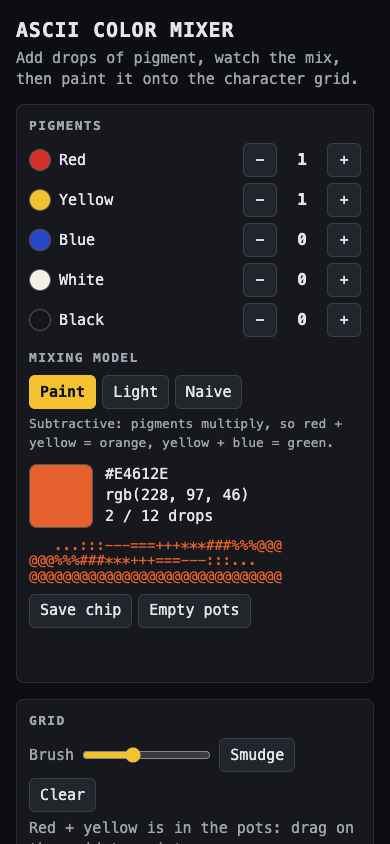 ASCII COLOR MIXER
Add drops of pigment, watch the mix,
then paint it onto the character grid.
PIGMENTS
Red − 1 +
Yellow − 1 +
Blue − 0 +
White − 0 +
Black − 0 +
MIXING MODEL
Paint Light Naive
Subtractive: pigments multiply, so red +
yellow = orange, yellow + blue = green.
#E4612E
rgb(228, 97, 46)
2 / 12 drops
...:::---===+++***###%%%@@@
@@@%%%###***+++===---:::...
@@@@@@@@@@@@@@@@@@@@@@@@@@@@@@
Save chip Empty pots
GRID
Brush Smudge
Clear
Red + yellow is in the pots: drag on